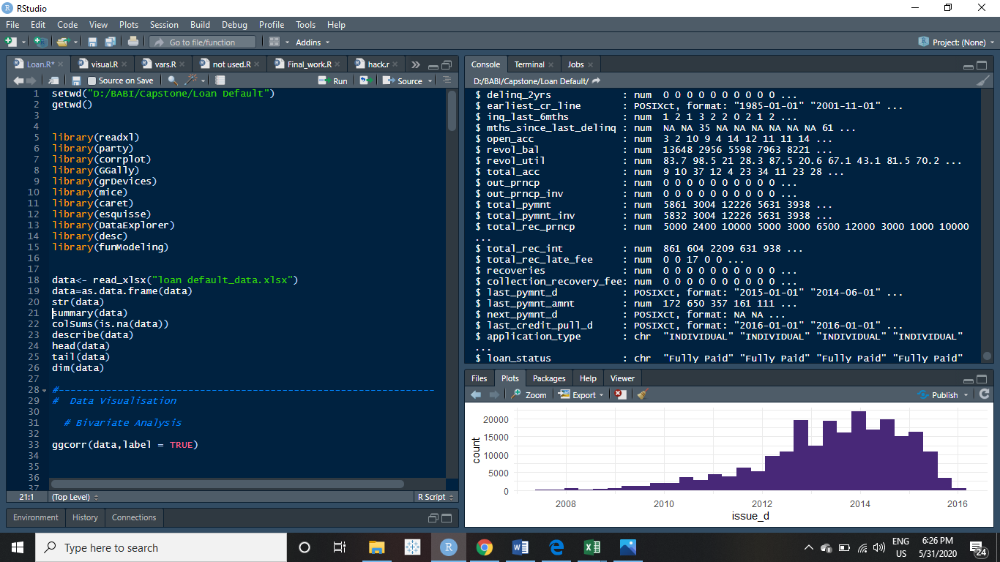 RStudio
File Edit Code View Plots Session Build Debug Profile Tools Help
Go to file/function Addins Project: (None)
Loan.R* visual.R vars.R not used.R Final_work.R hack.r
Source on Save Run Source
1 setwd("D:/BABI/Capstone/Loan Default")
2 getwd()
3
4
5 library(readxl)
6 library(party)
7 library(corrplot)
8 library(GGally)
9 library(grDevices)
10 library(mice)
11 library(caret)
12 library(esquisse)
13 library(DataExplorer)
14 library(desc)
15 library(funModeling)
16
17
18 data<- read_xlsx("loan default_data.xlsx")
19 data=as.data.frame(data)
20 str(data)
21 summary(data)
22 colSums(is.na(data))
23 describe(data)
24 head(data)
25 tail(data)
26 dim(data)
27
28 #----------------------------------------------------------------
29 #  Data Visualisation
30
31   # Bivariate Analysis
32
33 ggcorr(data,label = TRUE)
34
35
36
37
21:1 (Top Level) R Script
Environment History Connections
Console Terminal Jobs
D:/BABI/Capstone/Loan Default/
$ delinq_2yrs : num 0 0 0 0 0 0 0 0 0 0 ...
$ earliest_cr_line : POSIXct, format: "1985-01-01" "2001-11-01" ...
$ inq_last_6mths : num 1 2 1 3 2 2 0 2 1 2 ...
$ mths_since_last_delinq : num NA NA 35 NA NA NA NA NA NA 61 ...
$ open_acc : num 3 2 10 9 4 14 12 11 11 14 ...
$ revol_bal : num 13648 2956 5598 7963 8221 ...
$ revol_util : num 83.7 98.5 21 28.3 87.5 20.6 67.1 43.1 81.5 70.2 ...
$ total_acc : num 9 10 37 12 4 23 34 11 23 28 ...
$ out_prncp : num 0 0 0 0 0 0 0 0 0 0 ...
$ out_prncp_inv : num 0 0 0 0 0 0 0 0 0 0 ...
$ total_pymnt : num 5861 3004 12226 5631 3938 ...
$ total_pymnt_inv : num 5832 3004 12226 5631 3938 ...
$ total_rec_prncp : num 5000 2400 10000 5000 3000 6500 12000 3000 1000 10000
...
$ total_rec_int : num 861 604 2209 631 938 ...
$ total_rec_late_fee : num 0 0 17 0 0 ...
$ recoveries : num 0 0 0 0 0 0 0 0 0 0 ...
$ collection_recovery_fee: num 0 0 0 0 0 0 0 0 0 0 ...
$ last_pymnt_d : POSIXct, format: "2015-01-01" "2014-06-01" ...
$ last_pymnt_amnt : num 172 650 357 161 111 ...
$ next_pymnt_d : POSIXct, format: NA NA ...
$ last_credit_pull_d : POSIXct, format: "2016-01-01" "2016-01-01" ...
$ application_type : chr "INDIVIDUAL" "INDIVIDUAL" "INDIVIDUAL" "INDIVIDUAL"
...
$ loan_status : chr "Fully Paid" "Fully Paid" "Fully Paid" "Fully Paid"
Files Plots Packages Help Viewer
Zoom Export Publish
20000
15000
10000
5000
0
count
2008 2010 2012 2014 2016
issue_d
Type here to search
ENG
US
6:26 PM
5/31/2020
24